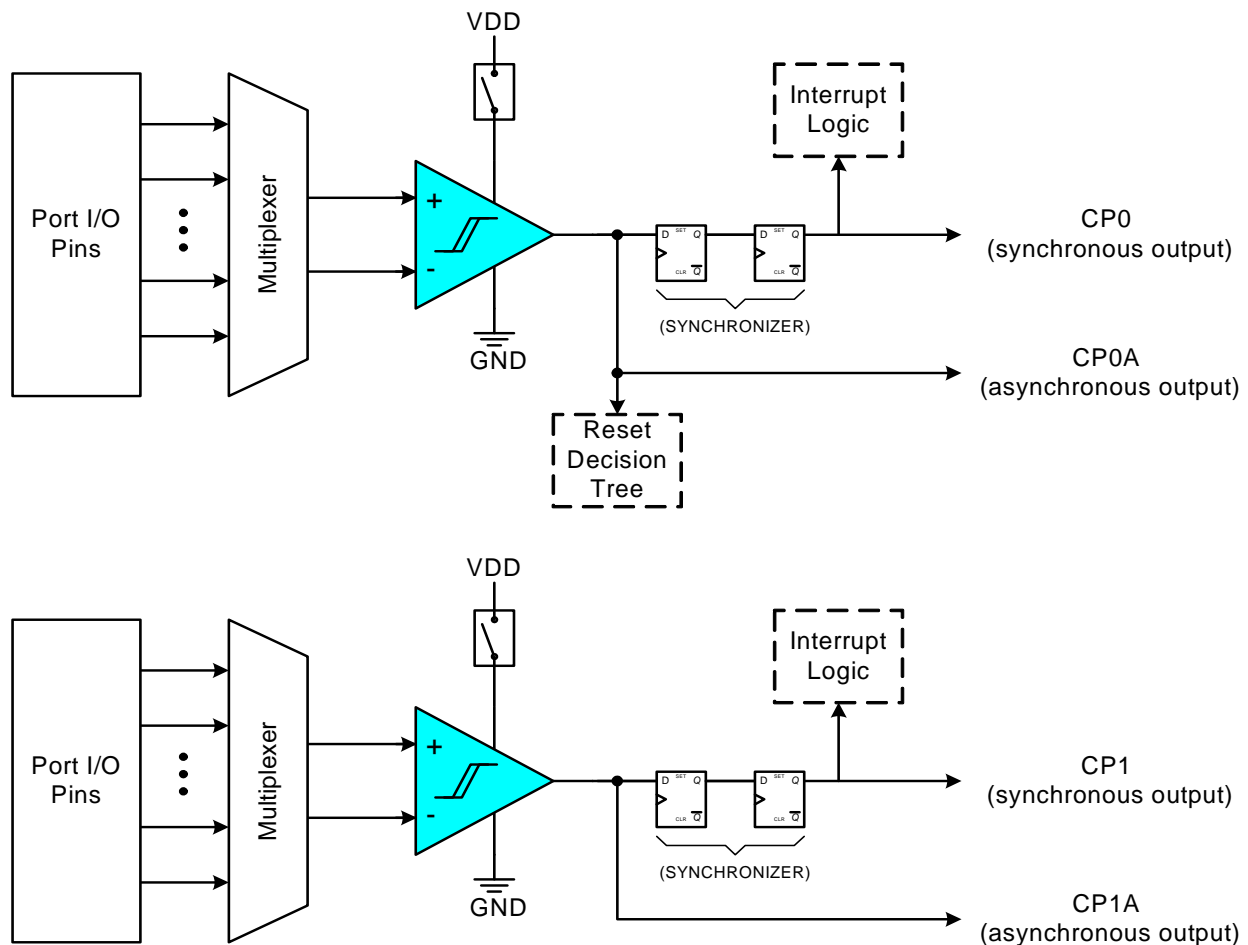 VDD
Port I/O
Pins
Multiplexer
+
-
GND
D SET Q
CLR Q
D SET Q
CLR Q
(SYNCHRONIZER)
Interrupt
Logic
CP0
(synchronous output)
CP0A
(asynchronous output)
Reset
Decision
Tree
VDD
Port I/O
Pins
Multiplexer
+
-
GND
D SET Q
CLR Q
D SET Q
CLR Q
(SYNCHRONIZER)
Interrupt
Logic
CP1
(synchronous output)
CP1A
(asynchronous output)